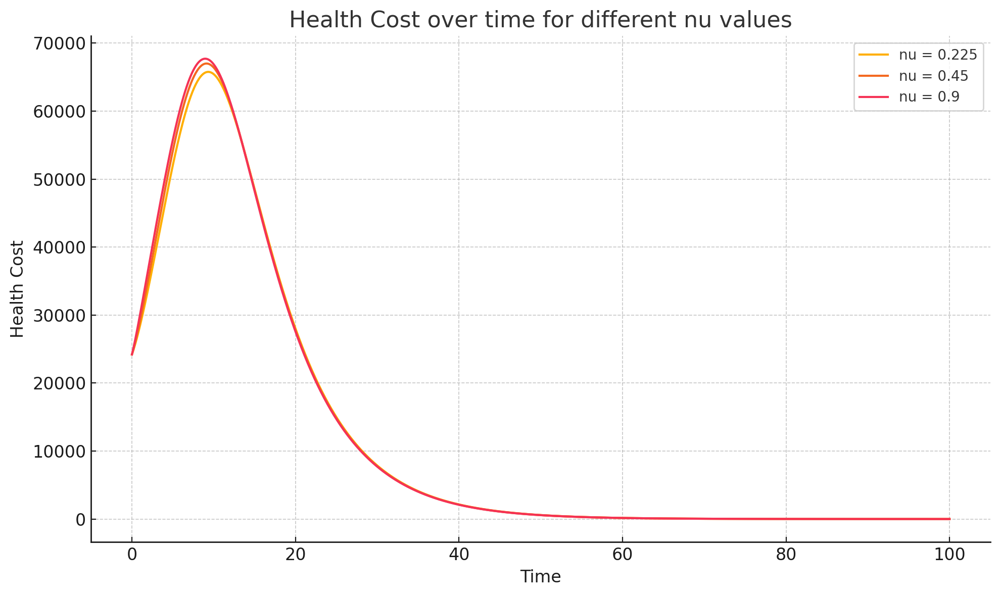 Health Cost over time for different nu values
70000
60000
50000
40000
30000
20000
10000
0
Health Cost
nu = 0.225
nu = 0.45
nu = 0.9
0 20 40 60 80 100
Time